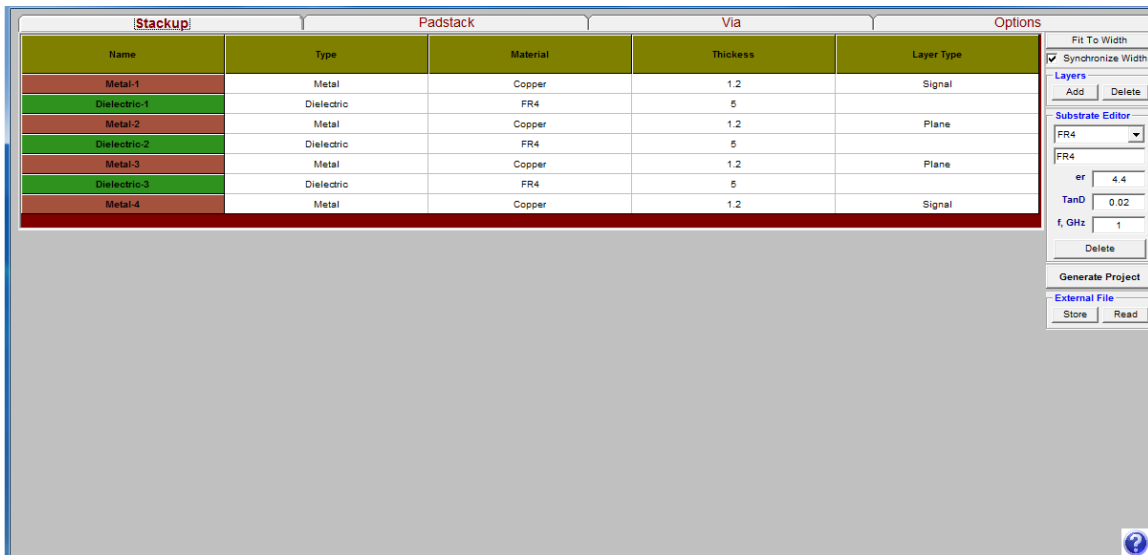 Stackup Padstack Via Options
Name Type Material Thickess Layer Type
Metal-1 Metal Copper 1.2 Signal
Dielectric-1 Dielectric FR4 5
Metal-2 Metal Copper 1.2 Plane
Dielectric-2 Dielectric FR4 5
Metal-3 Metal Copper 1.2 Plane
Dielectric-3 Dielectric FR4 5
Metal-4 Metal Copper 1.2 Signal
Fit To Width
Synchronize Width
Layers
Add Delete
Substrate Editor
FR4
FR4
er 4.4
TanD 0.02
f, GHz 1
Delete
Generate Project
External File
Store Read
?